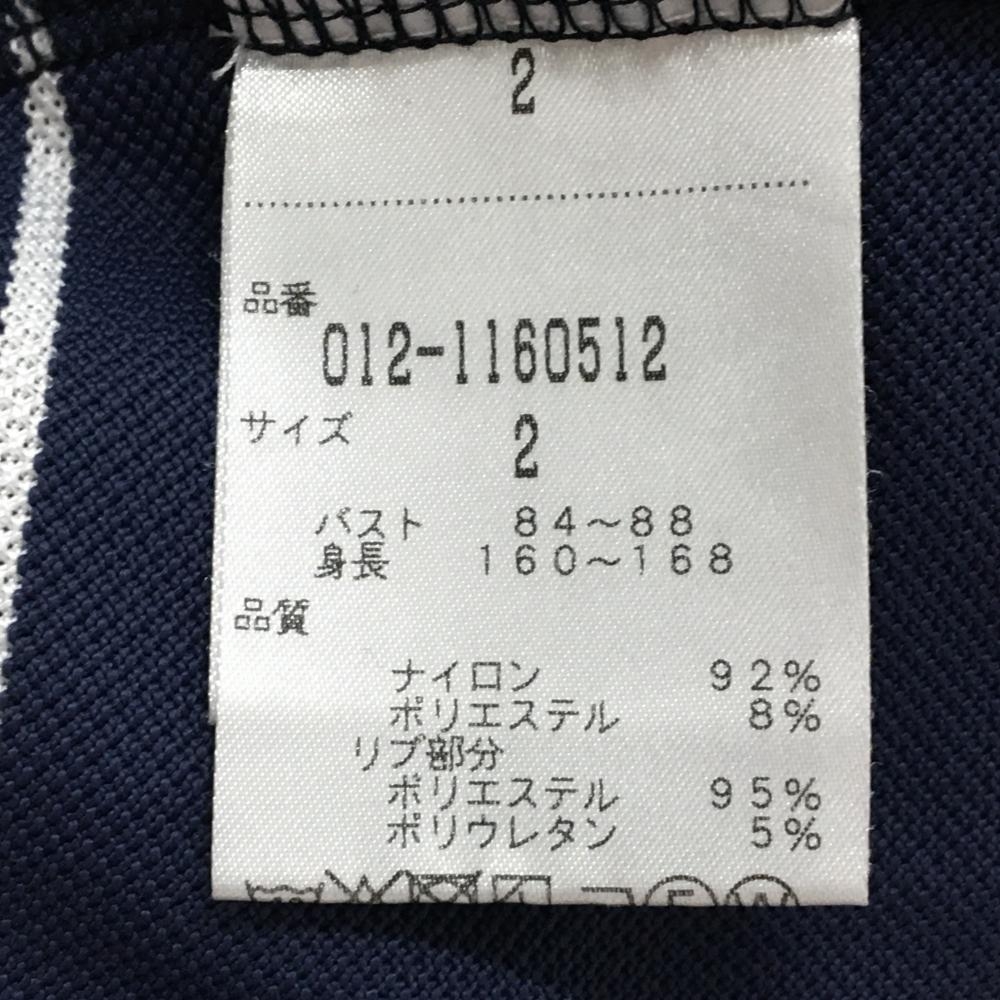 2
品番
012-1160512
サイズ
2
バスト 84~88
身長 160~168
品質
ナイロン 92%
ポリエステル 8%
リブ部分
ポリエステル 95%
ポリウレタン 5%